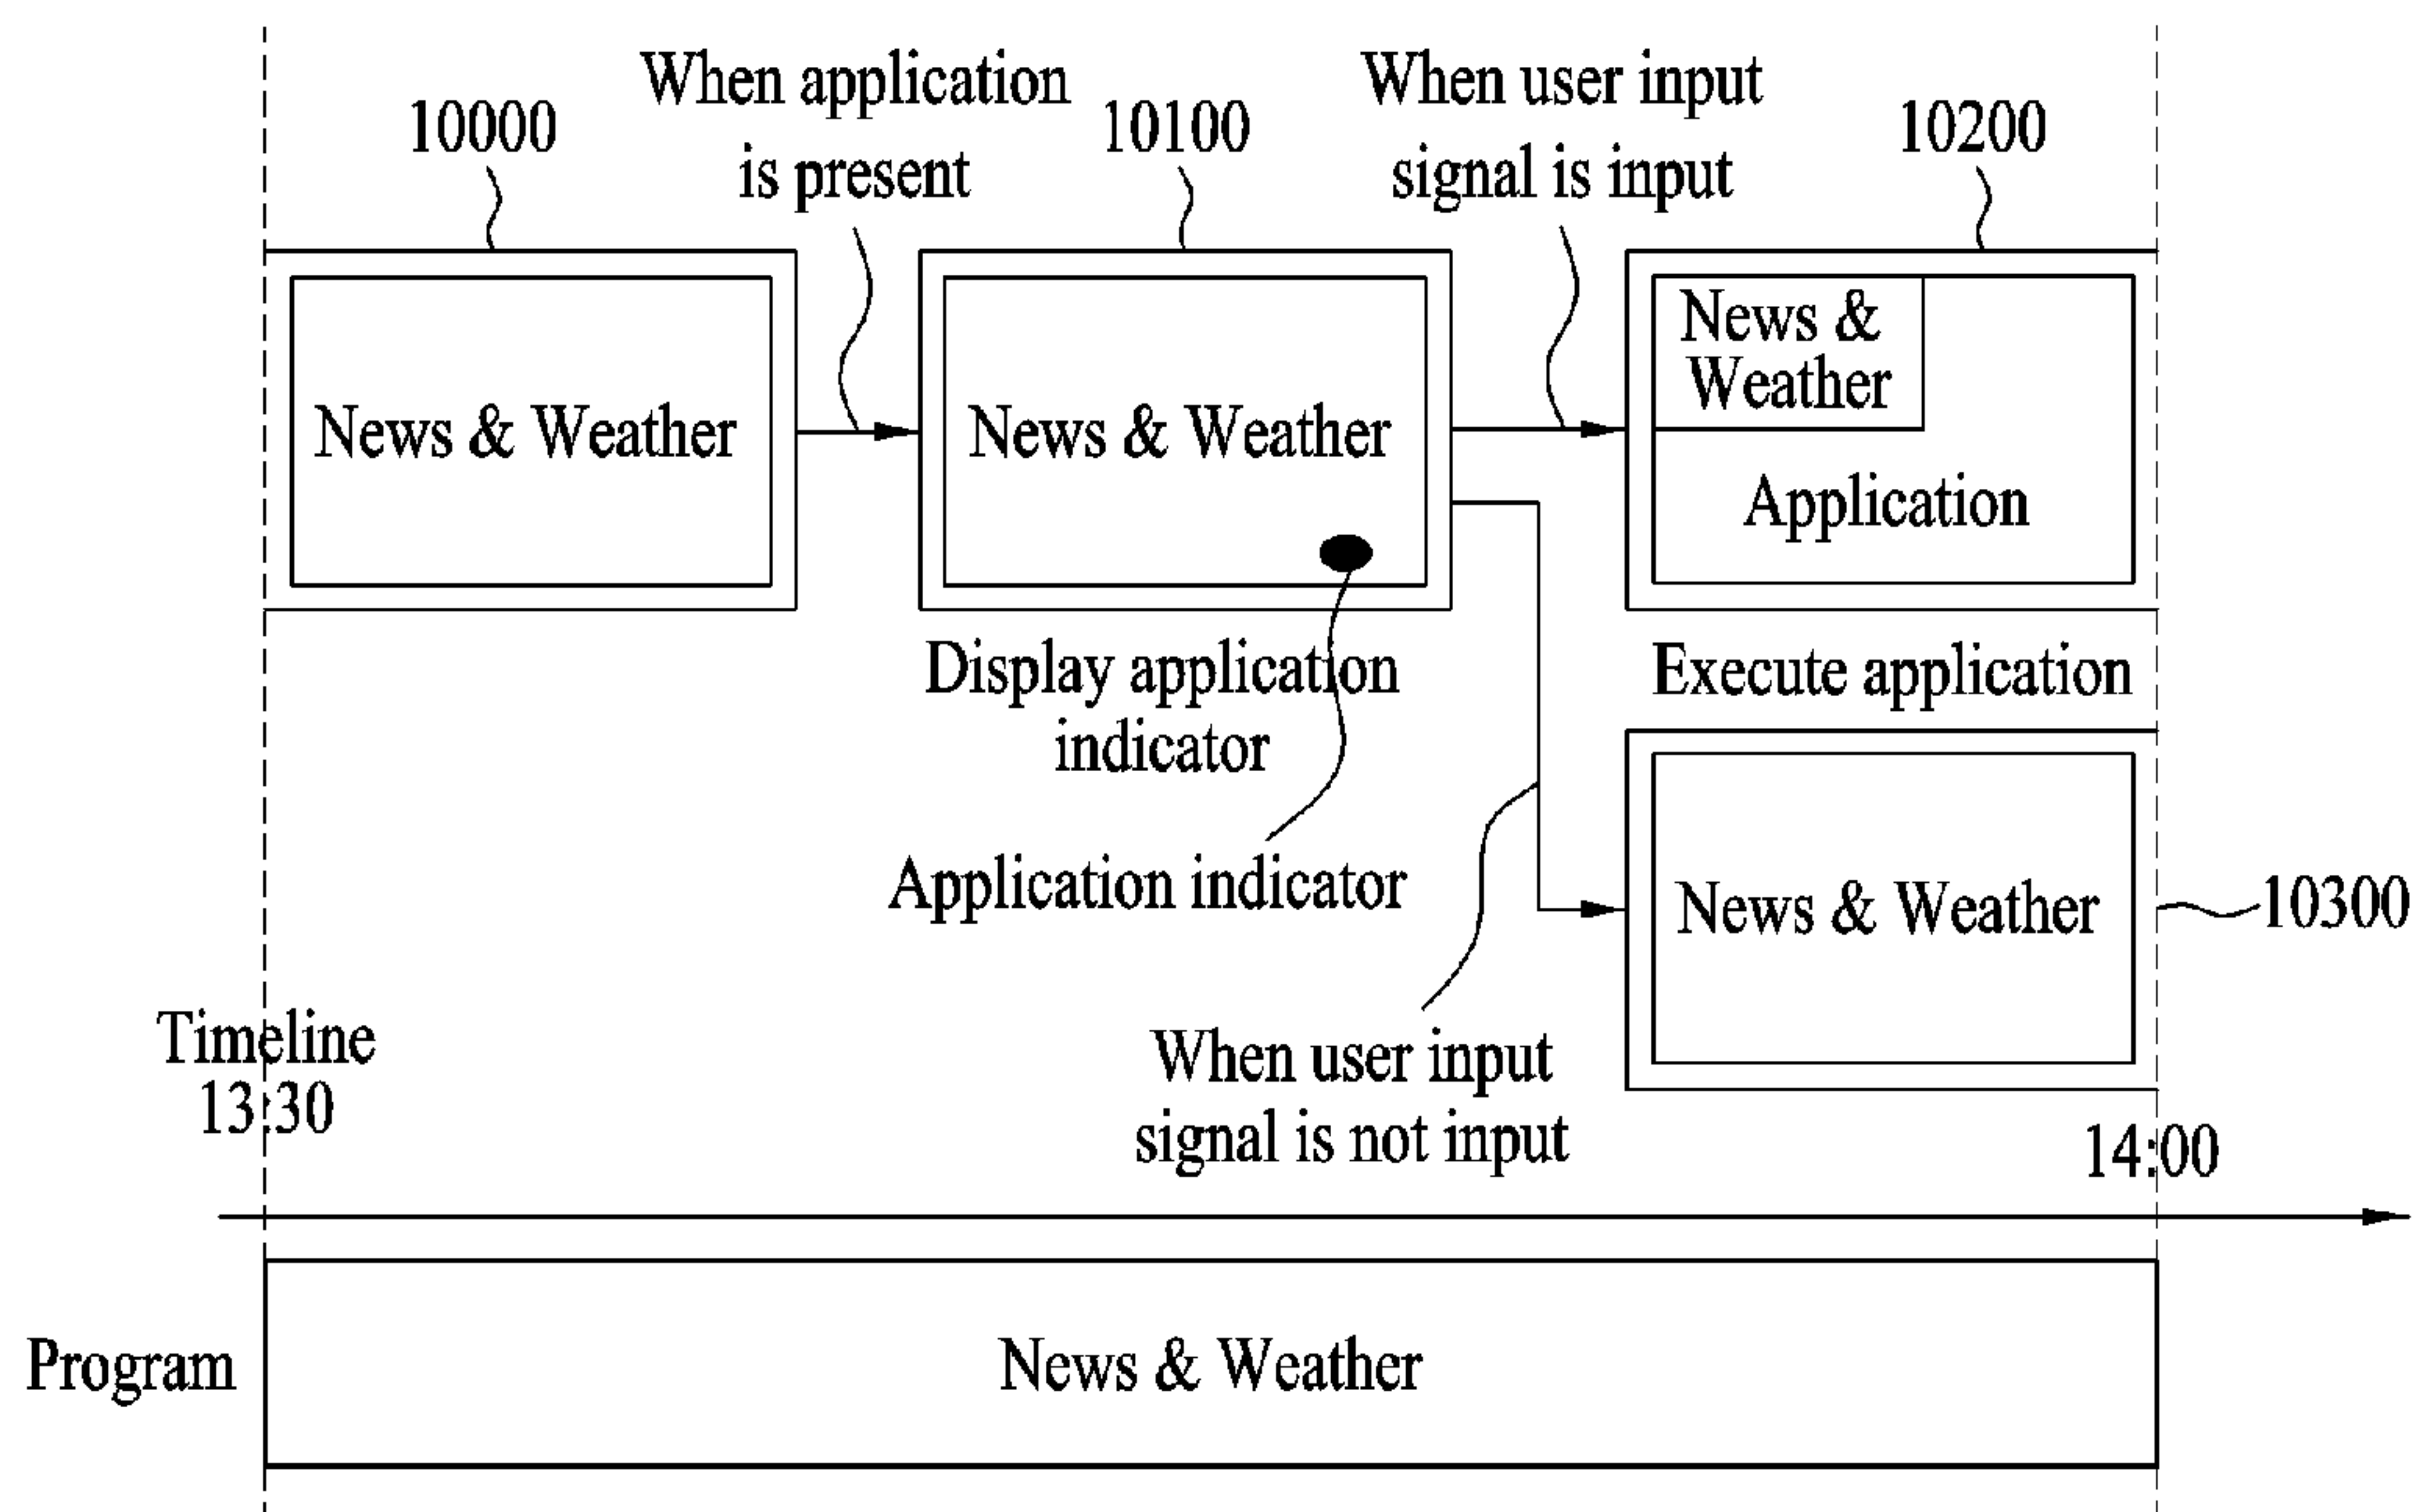 When application
is present
When user input
signal is input
10000
10100
10200
News & Weather
News & Weather
News &
Weather
Application
Display application
indicator
Execute application
Application indicator
News & Weather
10300
When user input
signal is not input
Timeline
13:30
14:00
Program
News & Weather